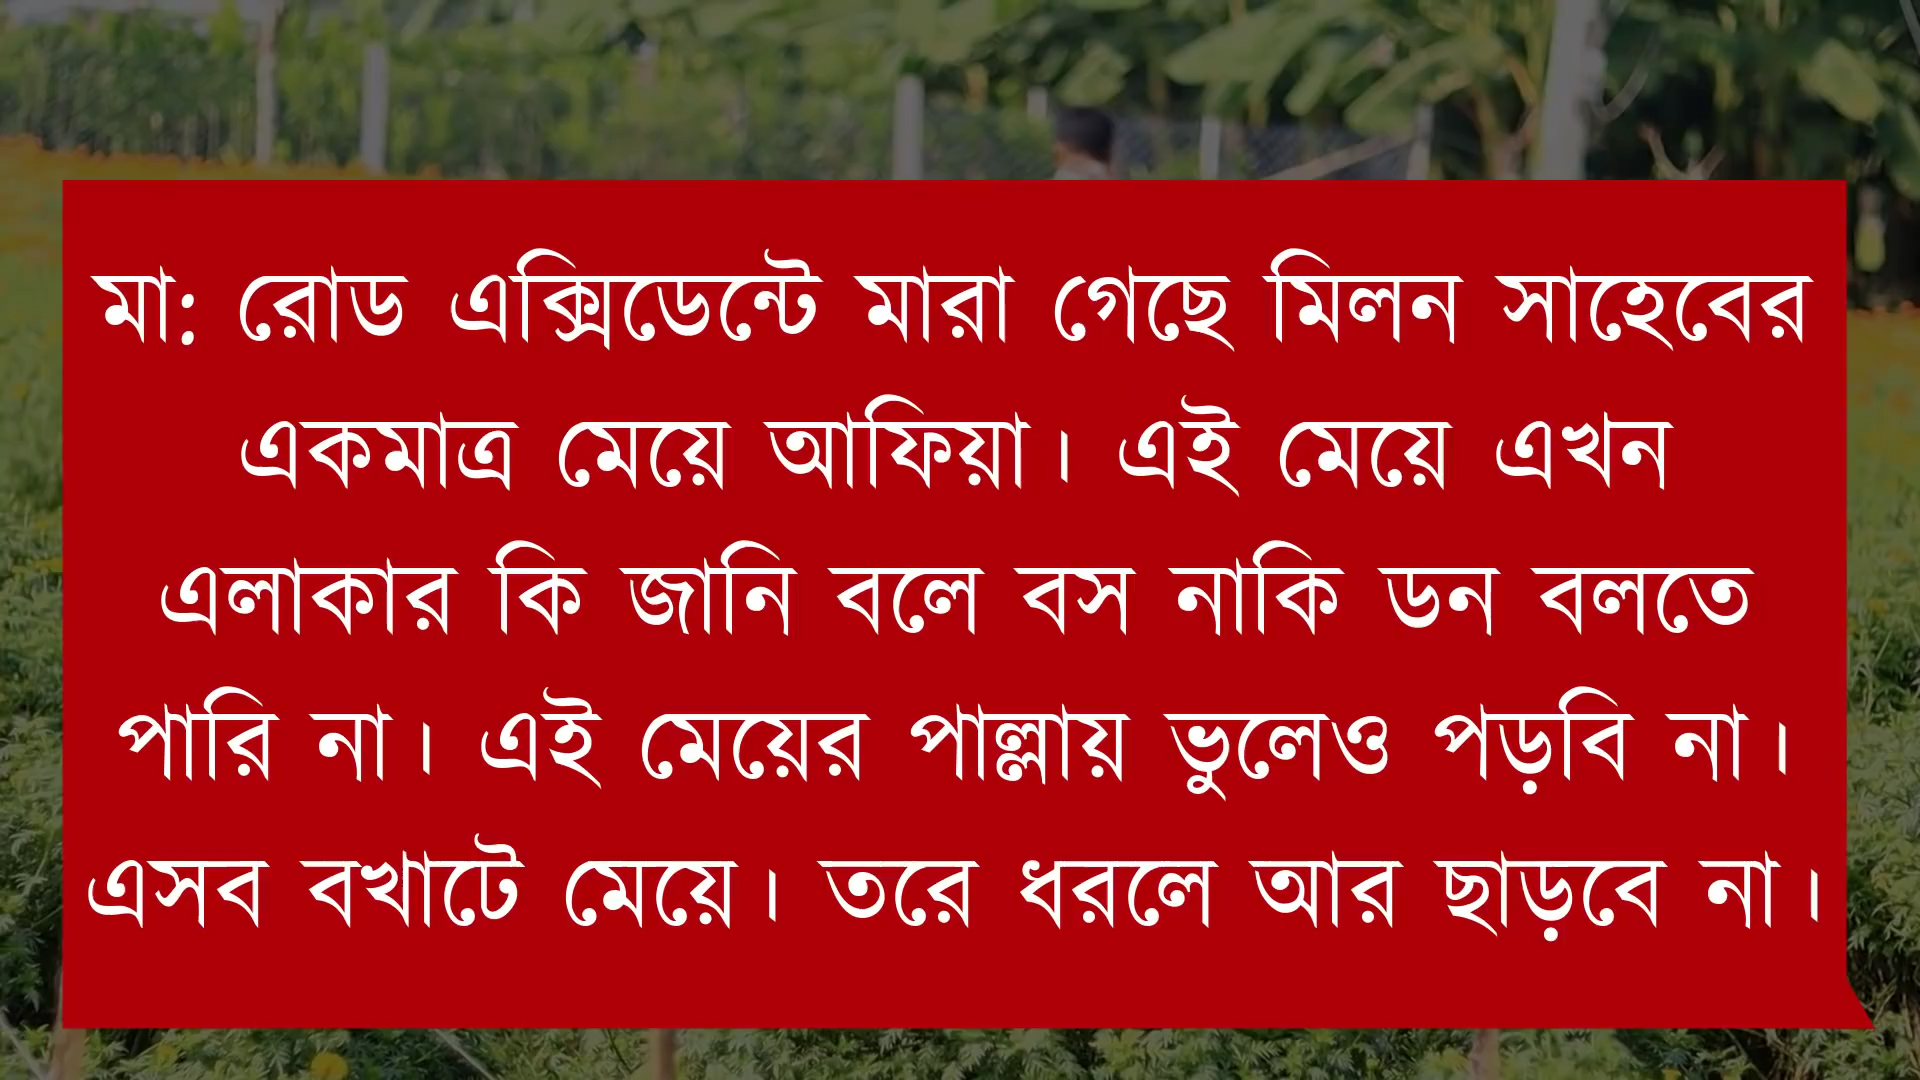 মা: রোড এক্সিডেন্টে মারা গেছে মিলন সাহেবের
একমাত্র মেয়ে আফিয়া। এই মেয়ে এখন
এলাকার কি জানি বলে বস নাকি ডন বলতে
পারি না। এই মেয়ের পাল্লায় ভুলেও পড়বি না।
এসব বখাটে মেয়ে। তরে ধরলে আর ছাড়বে না।